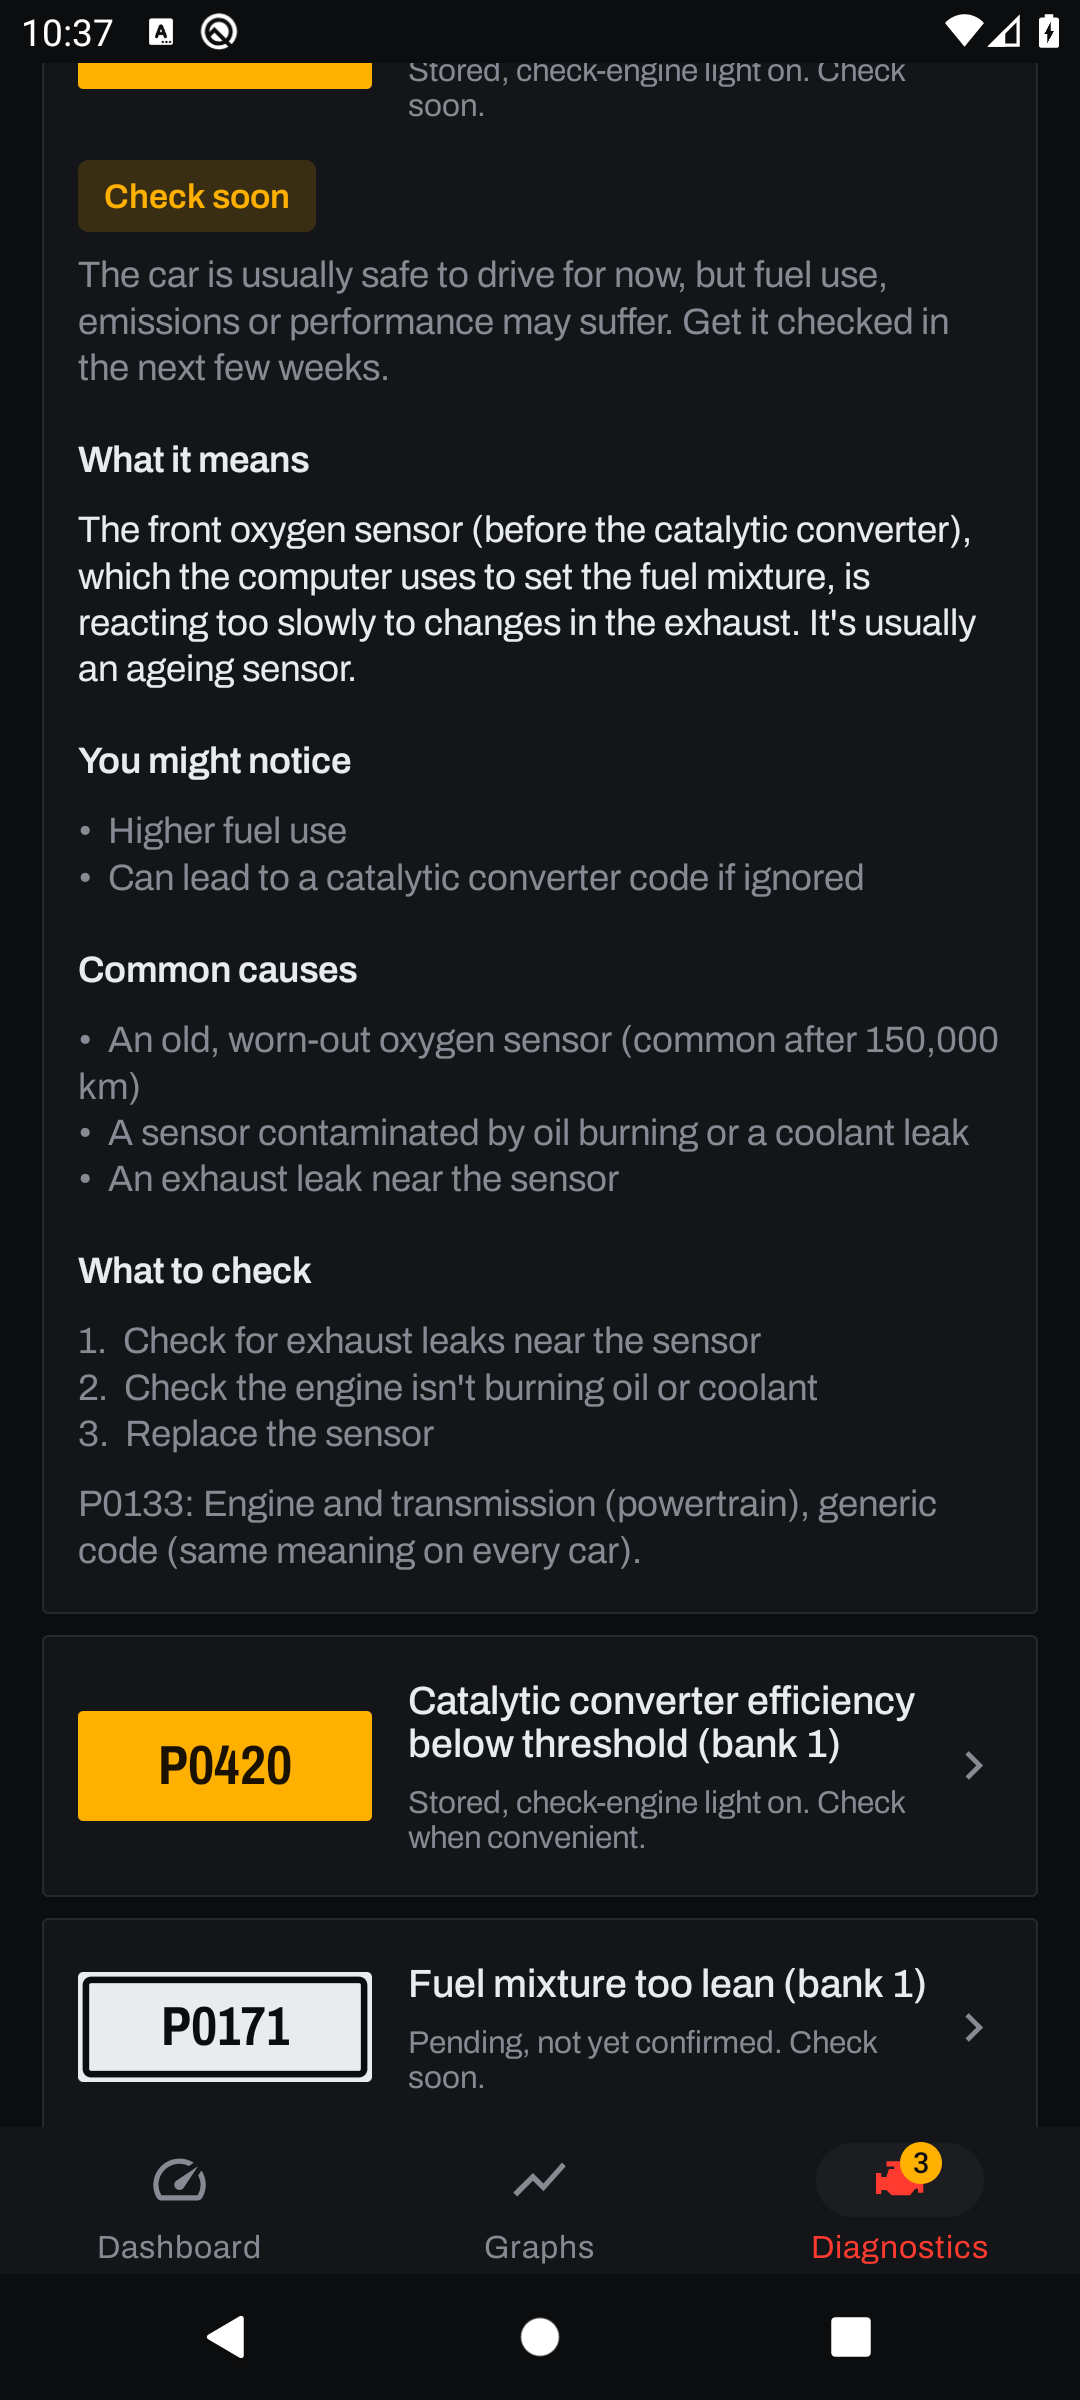 10:37
Stored, check-engine light on. Check
soon.
Check soon
The car is usually safe to drive for now, but fuel use,
emissions or performance may suffer. Get it checked in
the next few weeks.
What it means
The front oxygen sensor (before the catalytic converter),
which the computer uses to set the fuel mixture, is
reacting too slowly to changes in the exhaust. It's usually
an ageing sensor.
You might notice
• Higher fuel use
• Can lead to a catalytic converter code if ignored
Common causes
• An old, worn-out oxygen sensor (common after 150,000
km)
• A sensor contaminated by oil burning or a coolant leak
• An exhaust leak near the sensor
What to check
1. Check for exhaust leaks near the sensor
2. Check the engine isn't burning oil or coolant
3. Replace the sensor
P0133: Engine and transmission (powertrain), generic
code (same meaning on every car).
P0420
Catalytic converter efficiency
below threshold (bank 1)
Stored, check-engine light on. Check
when convenient.
P0171
Fuel mixture too lean (bank 1)
Pending, not yet confirmed. Check
soon.
3
Dashboard
Graphs
Diagnostics